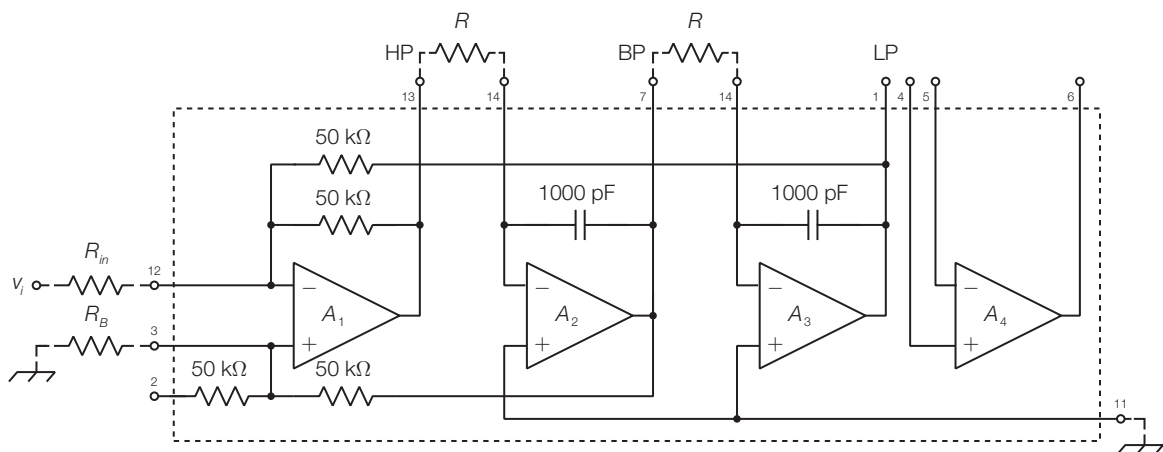 R
R
HP
BP
LP
13
14
7
14
1
4
5
6
50 kΩ
50 kΩ
1000 pF
1000 pF
R_in
v_i
12
−
+
A_1
−
+
A_2
−
+
A_3
−
+
A_4
R_B
3
2
50 kΩ
50 kΩ
11